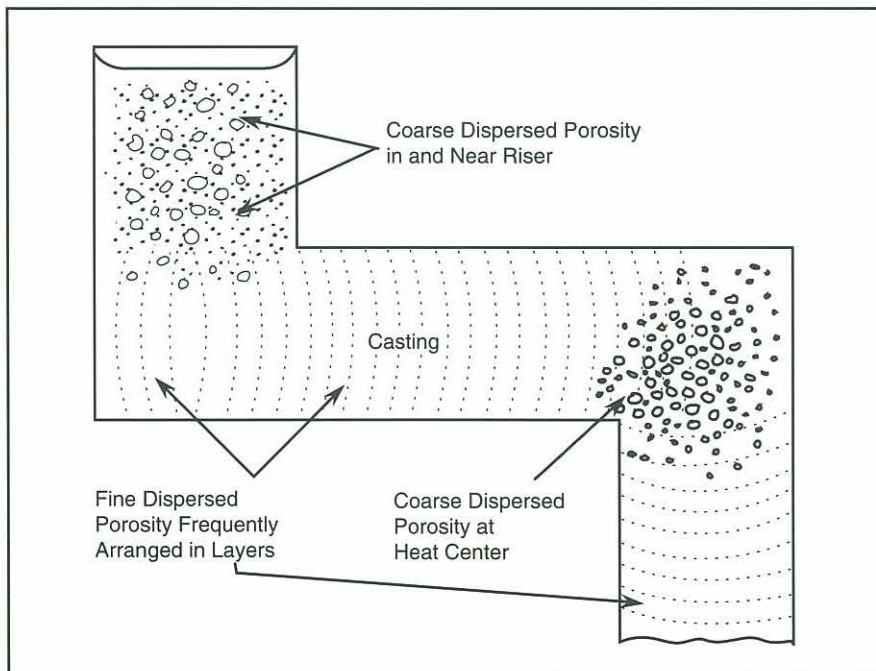 Coarse Dispersed Porosity
in and Near Riser
Casting
Fine Dispersed
Porosity Frequently
Arranged in Layers
Coarse Dispersed
Porosity at
Heat Center